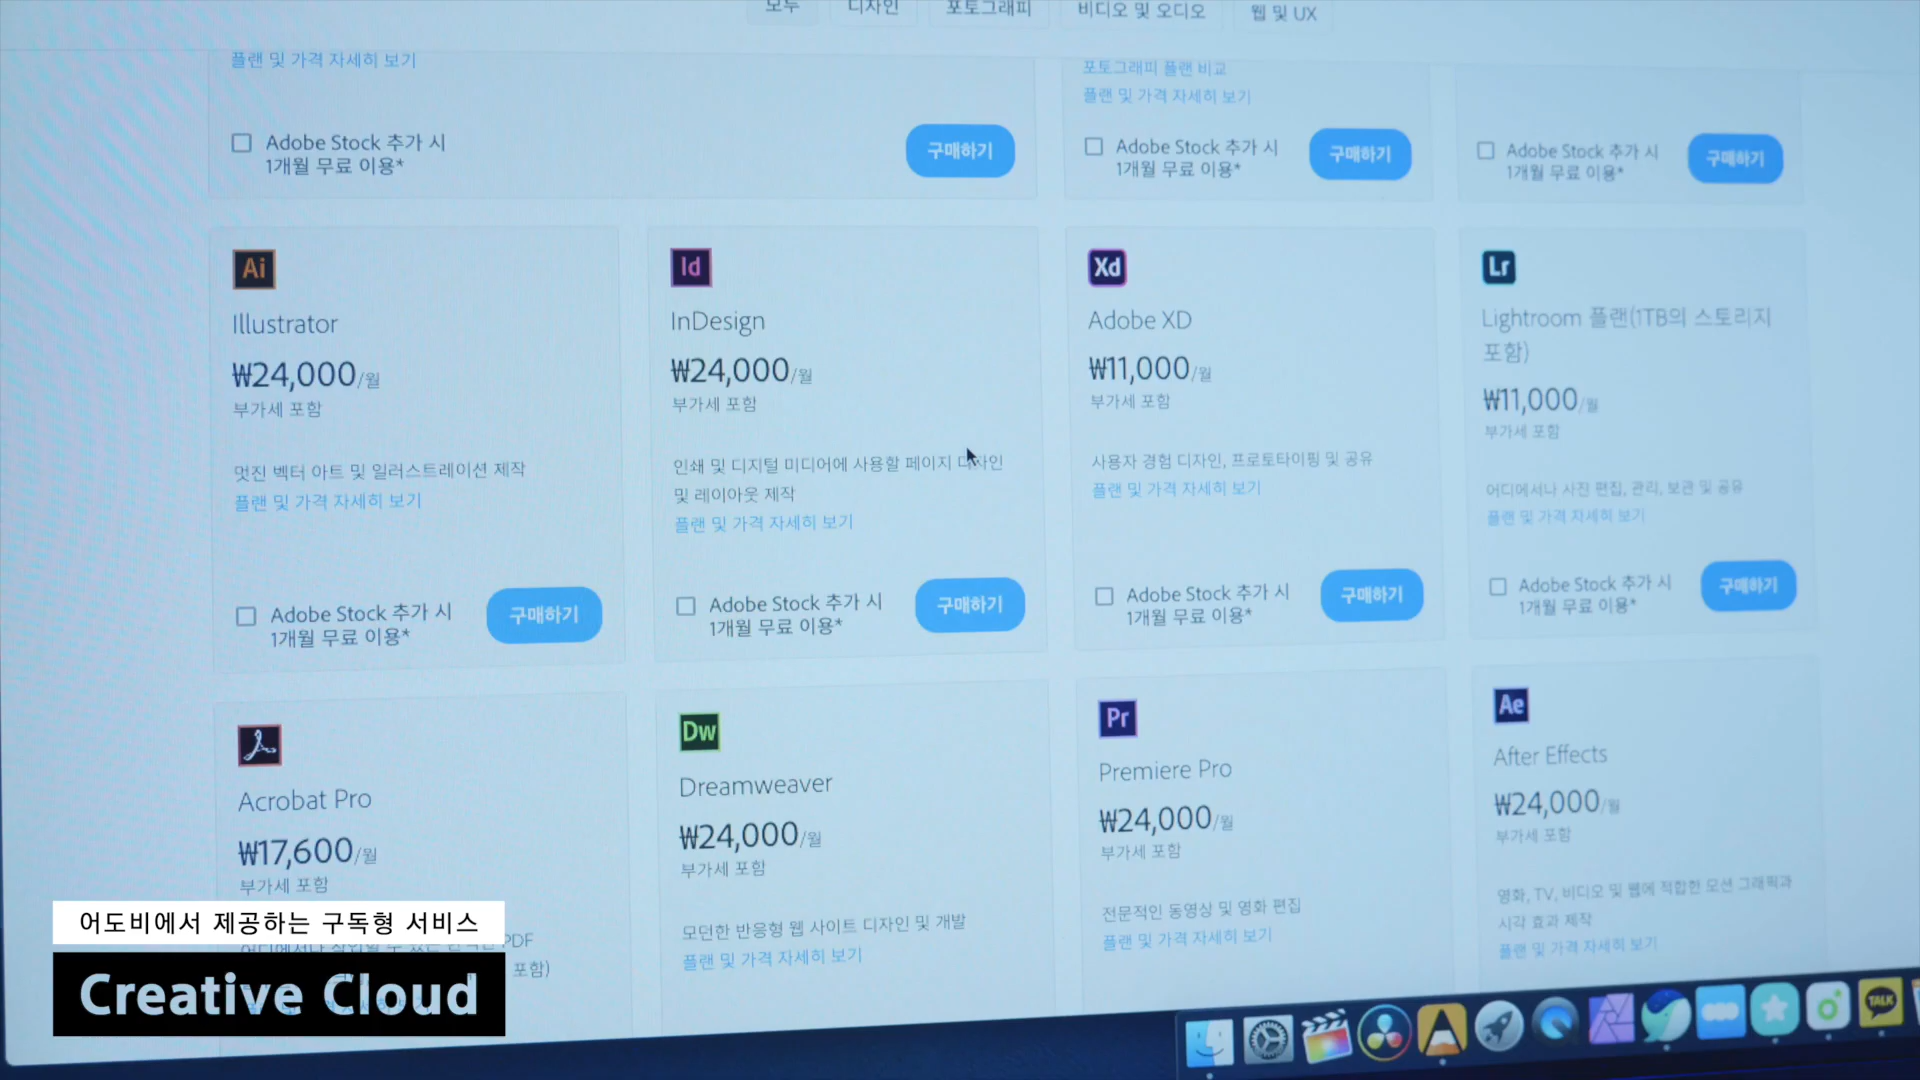 모두 디자인 포토그래피 비디오 및 오디오 웹 및 UX
플랜 및 가격 자세히 보기
Adobe Stock 추가 시
1개월 무료 이용*
구매하기
포토그래피 플랜 비교
플랜 및 가격 자세히 보기
Adobe Stock 추가 시
1개월 무료 이용*
구매하기
Adobe Stock 추가 시
1개월 무료 이용*
구매하기
Ai
Illustrator
₩24,000/월
부가세 포함
멋진 벡터 아트 및 일러스트레이션 제작
플랜 및 가격 자세히 보기
Adobe Stock 추가 시
1개월 무료 이용*
구매하기
Id
InDesign
₩24,000/월
부가세 포함
인쇄 및 디지털 미디어에 사용할 페이지 디자인
및 레이아웃 제작
플랜 및 가격 자세히 보기
Adobe Stock 추가 시
1개월 무료 이용*
구매하기
Xd
Adobe XD
₩11,000/월
부가세 포함
사용자 경험 디자인, 프로토타이핑 및 공유
플랜 및 가격 자세히 보기
Adobe Stock 추가 시
1개월 무료 이용*
구매하기
Lr
Lightroom 플랜(1TB의 스토리지
포함)
₩11,000/월
부가세 포함
어디에서나 사진 편집, 관리, 보관 및 공유
플랜 및 가격 자세히 보기
Adobe Stock 추가 시
1개월 무료 이용*
구매하기
Acrobat Pro
₩17,600/월
부가세 포함
PDF
포함)
Dw
Dreamweaver
₩24,000/월
부가세 포함
모던한 반응형 웹 사이트 디자인 및 개발
플랜 및 가격 자세히 보기
Pr
Premiere Pro
₩24,000/월
부가세 포함
전문적인 동영상 및 영화 편집
플랜 및 가격 자세히 보기
Ae
After Effects
₩24,000/월
부가세 포함
영화, TV, 비디오 및 웹에 적합한 모션 그래픽과
시각 효과 제작
플랜 및 가격 자세히 보기
어도비에서 제공하는 구독형 서비스
Creative Cloud
TALK